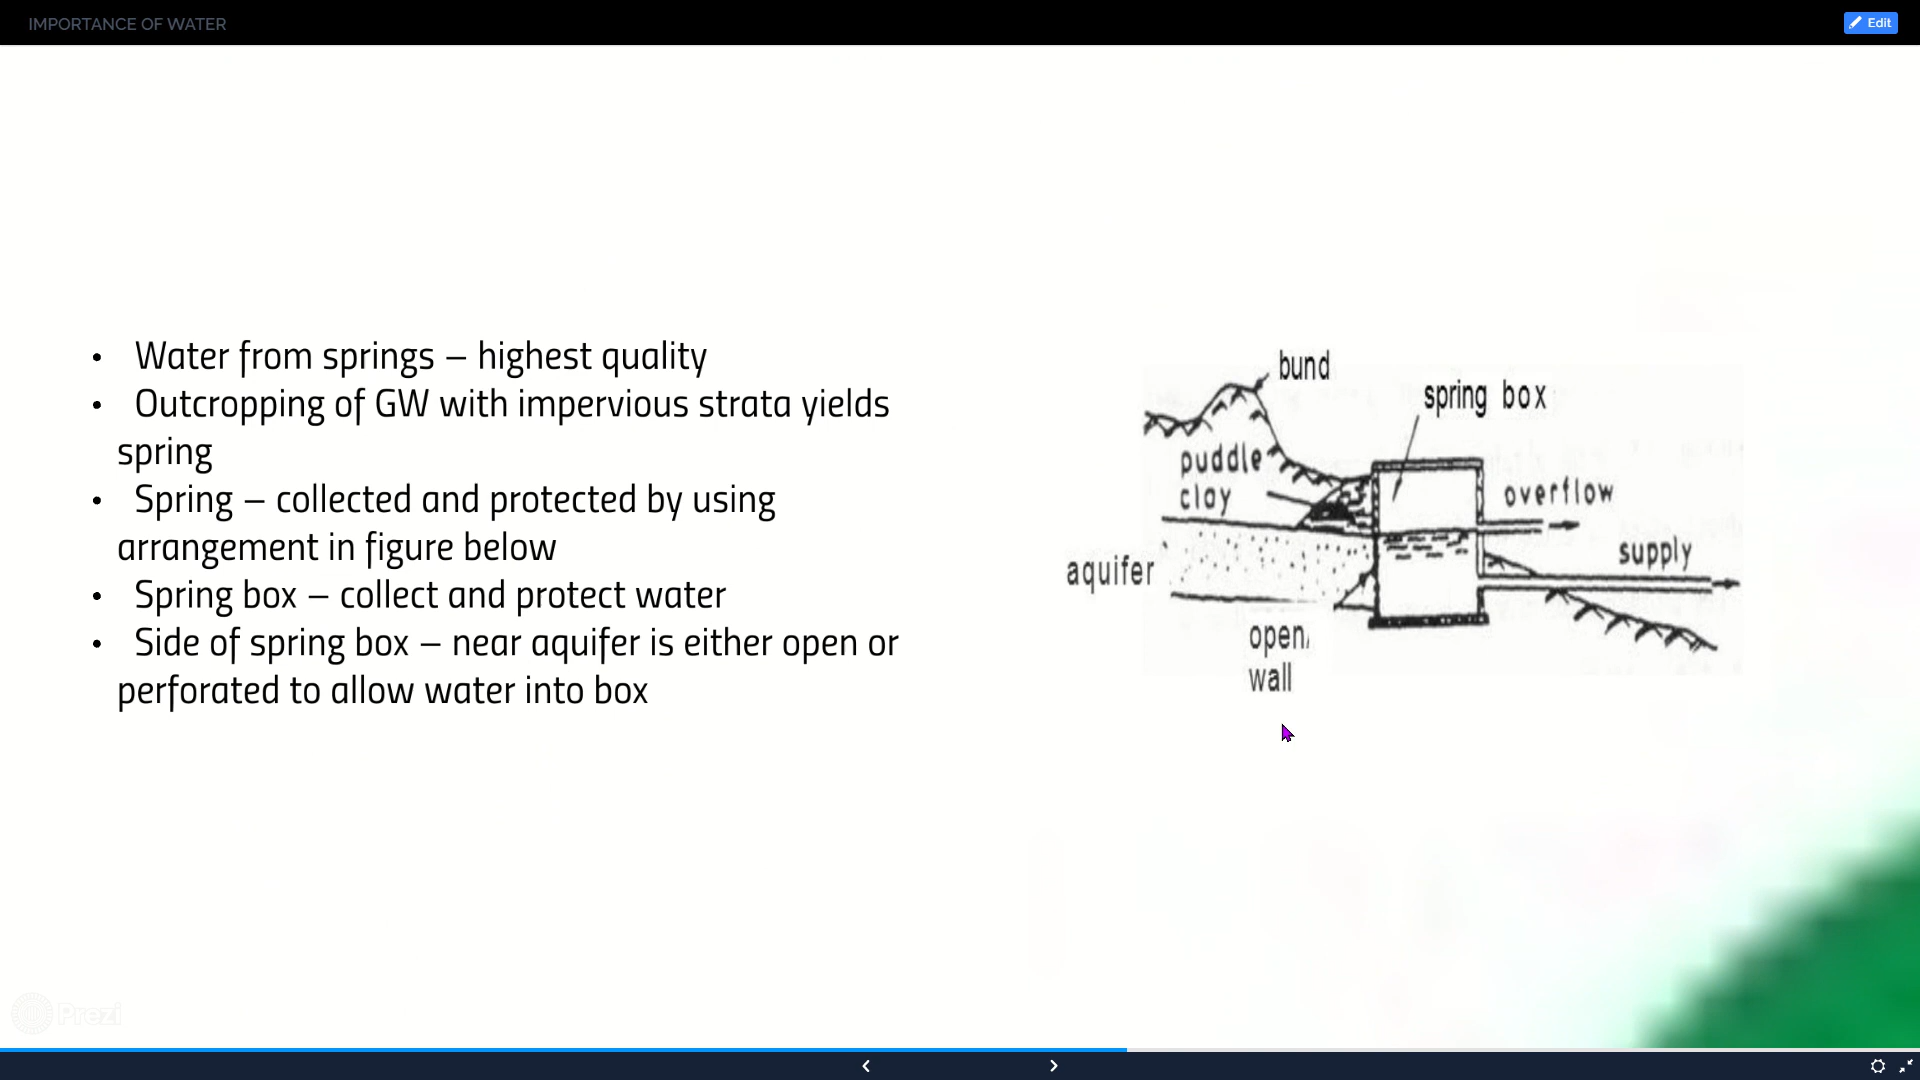 IMPORTANCE OF WATER
Edit
• Water from springs – highest quality
• Outcropping of GW with impervious strata yields
spring
• Spring – collected and protected by using
arrangement in figure below
• Spring box – collect and protect water
• Side of spring box – near aquifer is either open or
perforated to allow water into box
bund
spring box
puddle
clay
overflow
supply
aquifer
open
wall
Prezi